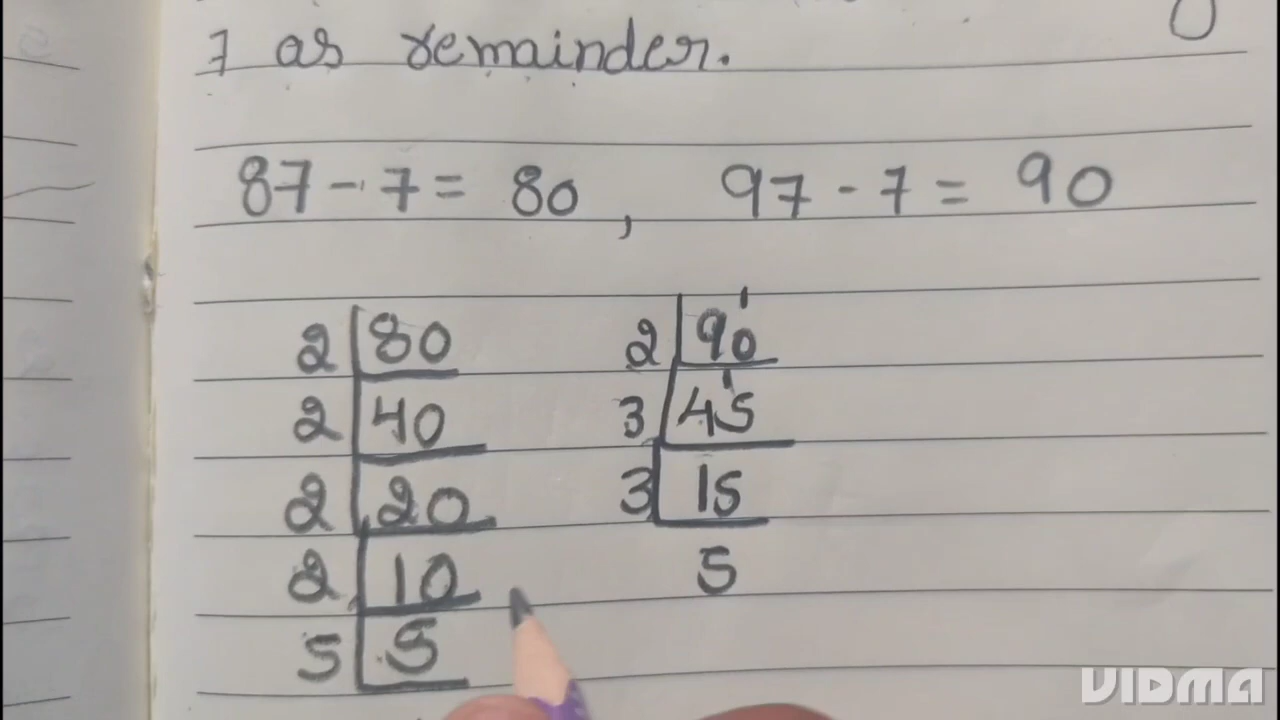 7 as remainder.
87 - 7 = 80 , 97 - 7 = 90
2 80 2 90
2 40 3 45
2 20 3 15
2 10 5
5 5
VIDMA